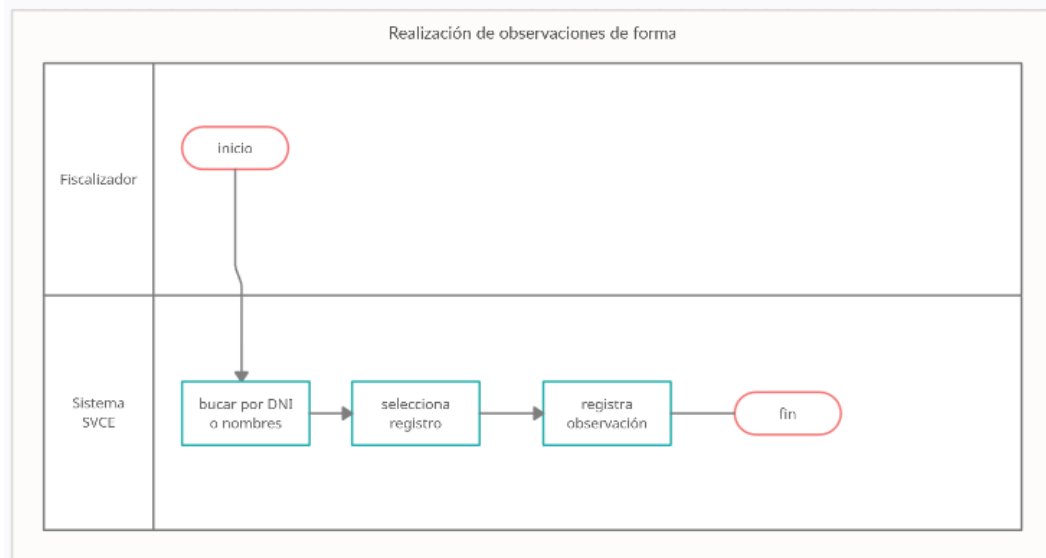 Realización de observaciones de forma
Fiscalizador
inicio
Sistema
SVCE
bucar por DNI
o nombres
selecciona
registro
registra
observación
fin